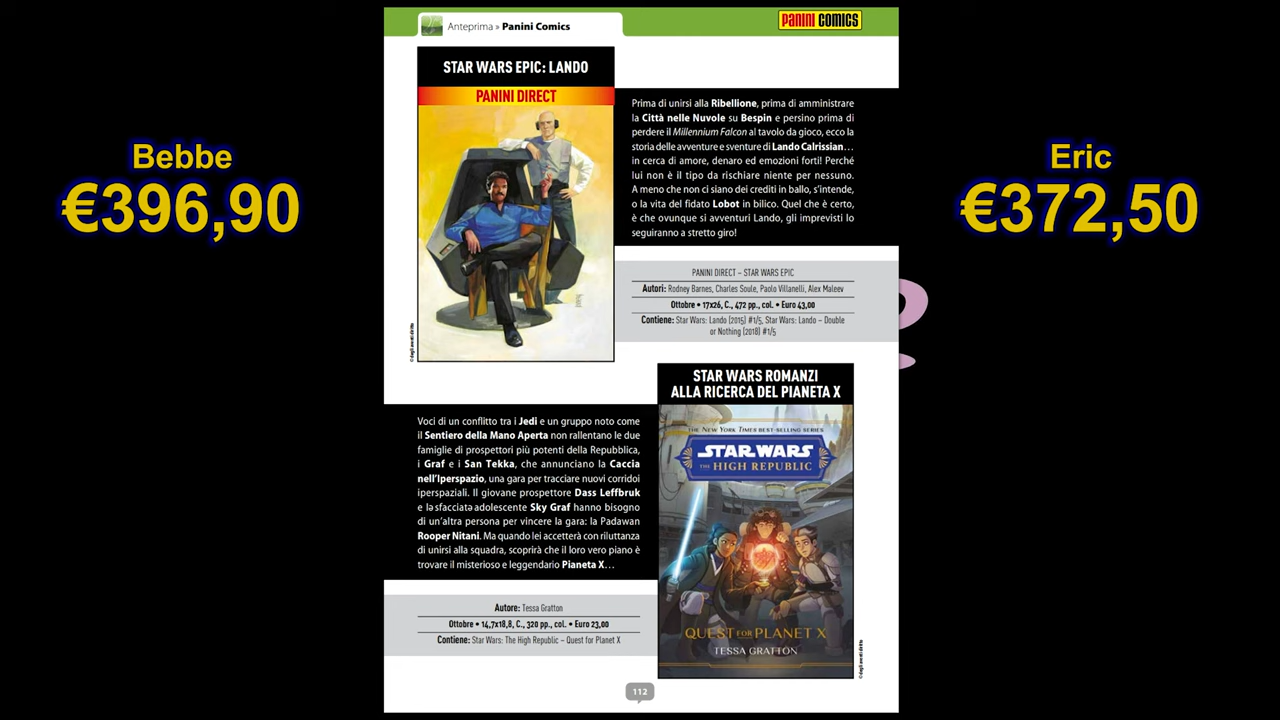 Anteprima » Panini Comics
PANINI COMICS
STAR WARS EPIC: LANDO
PANINI DIRECT
Prima di unirsi alla Ribellione, prima di amministrare
la Città nelle Nuvole su Bespin e persino prima di
perdere il Millennium Falcon al tavolo da gioco, ecco la
storia delle avventure e sventure di Lando Calrissian…
in cerca di amore, denaro ed emozioni forti! Perché
lui non è il tipo da rischiare niente per nessuno.
A meno che non ci siano dei crediti in ballo, s'intende,
o la vita del fidato Lobot in bilico. Quel che è certo,
è che ovunque si avventuri Lando, gli imprevisti lo
seguiranno a stretto giro!
Bebbe
€396,90
Eric
€372,50
PANINI DIRECT – STAR WARS EPIC
Autori: Rodney Barnes, Charles Soule, Paolo Villanelli, Alex Maleev
Ottobre • 17x26, C., 472 pp., col. • Euro 43,00
Contiene: Star Wars: Lando (2015) #1/5, Star Wars: Lando – Double
or Nothing (2018) #1/5
© degli aventi diritto
STAR WARS ROMANZI
ALLA RICERCA DEL PIANETA X
Voci di un conflitto tra i Jedi e un gruppo noto come
il Sentiero della Mano Aperta non rallentano le due
famiglie di prospettori più potenti della Repubblica,
i Graf e i San Tekka, che annunciano la Caccia
nell'Iperspazio, una gara per tracciare nuovi corridoi
iperspaziali. Il giovane prospettore Dass Leffbruk
e lə sfacciatə adolescente Sky Graf hanno bisogno
di un'altra persona per vincere la gara: la Padawan
Rooper Nitani. Ma quando lei accetterà con riluttanza
di unirsi alla squadra, scoprirà che il loro vero piano è
trovare il misterioso e leggendario Pianeta X…
THE NEW YORK TIMES BEST-SELLING SERIES
STAR WARS
THE HIGH REPUBLIC
QUEST FOR PLANET X
TESSA GRATTON
Autore: Tessa Gratton
Ottobre • 14,7x18,8, C., 320 pp., col. • Euro 23,00
Contiene: Star Wars: The High Republic – Quest for Planet X
© degli aventi diritto
112